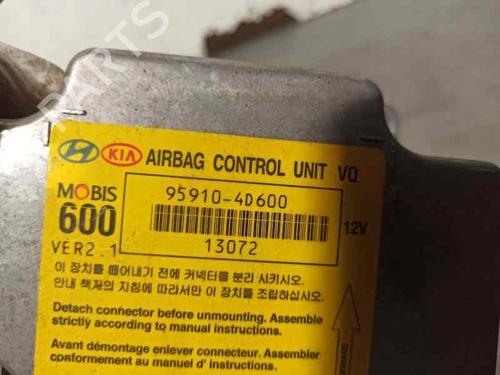 KIA AIRBAG CONTROL UNIT VQ
MOBIS
95910-4D600
600
12V
VER2.1
13072
이 장치를 떼어내기 전에 커넥터를 분리 시키시오.
안내 책재의 지침에 따라서만 이 장치를 조립하십시오.
Detach connector before unmounting. Assemble
strictly according to manual instructions.
Avant démontage enlever connecteur. Assembler
conformément au manuel d' instructions.
PARTS